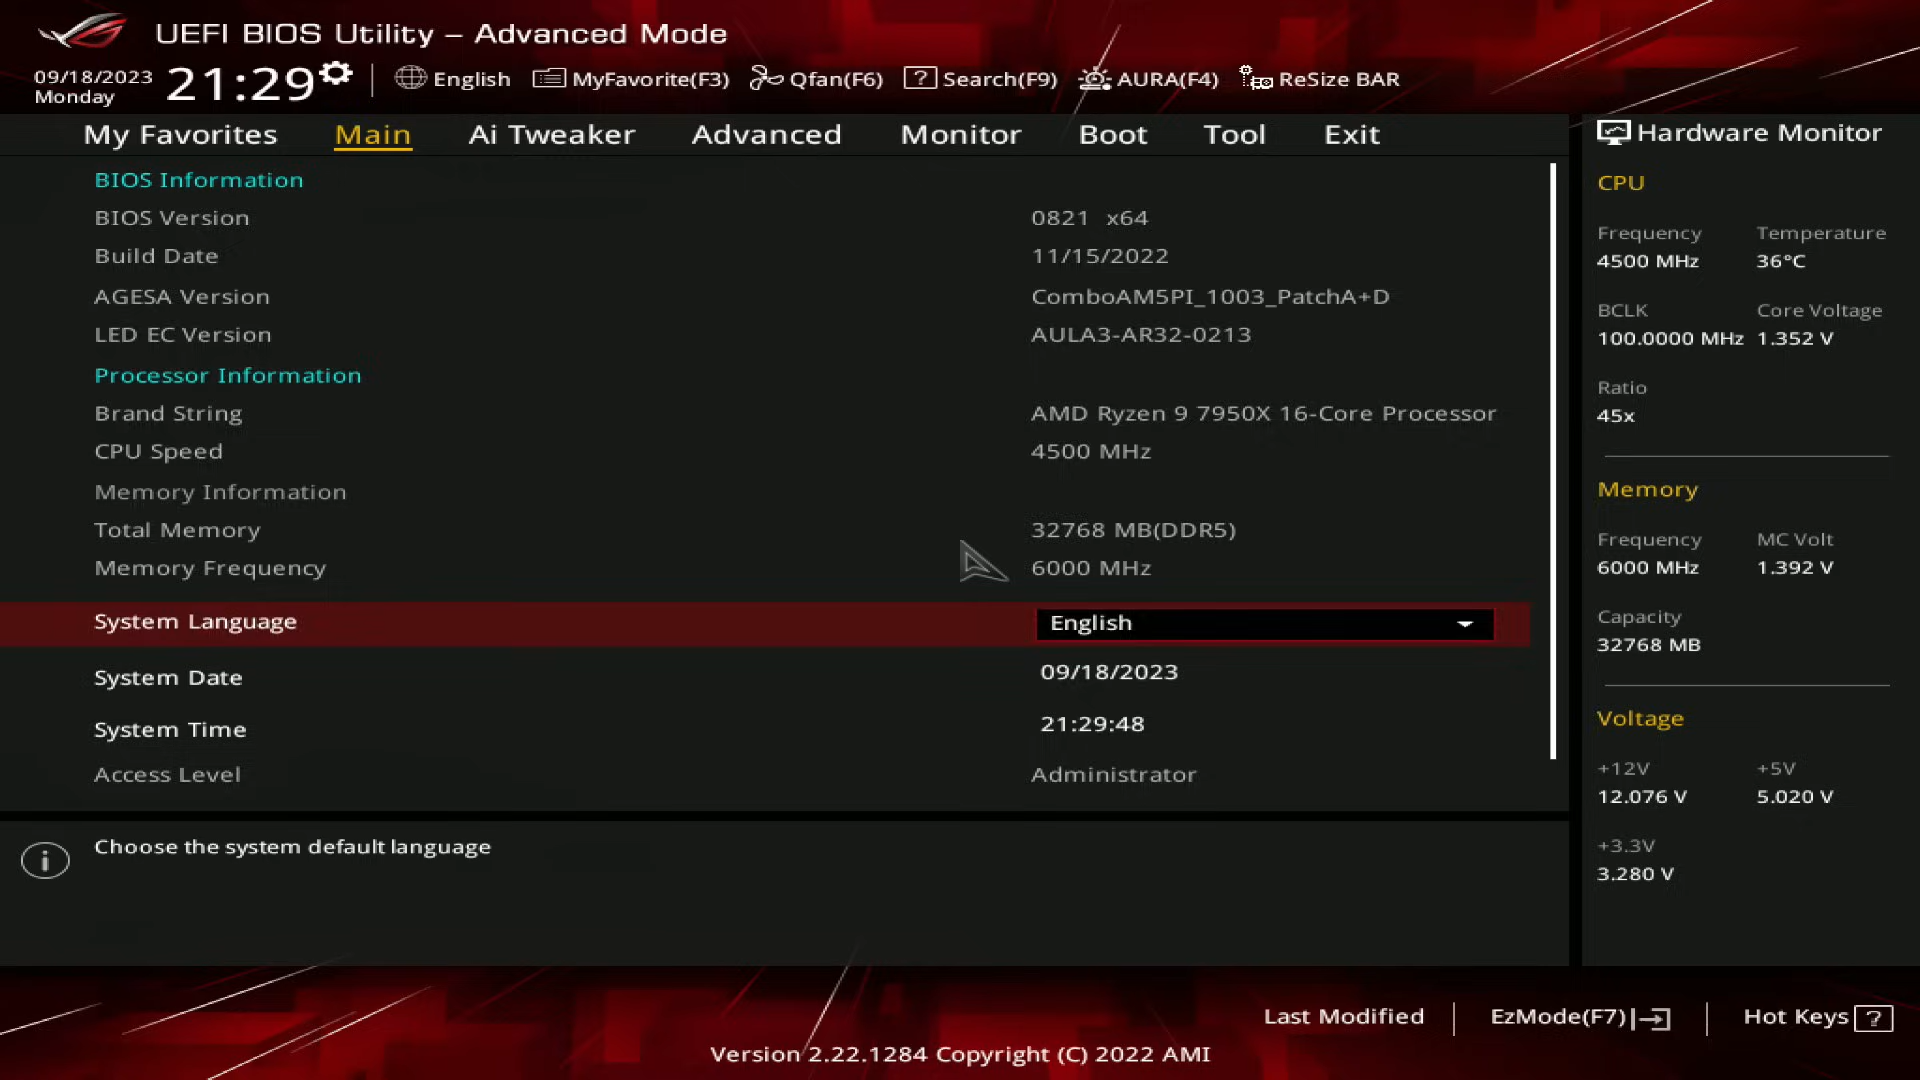 UEFI BIOS Utility – Advanced Mode
09/18/2023
Monday
21:29
English
MyFavorite(F3)
Qfan(F6)
? Search(F9)
AURA(F4)
ReSize BAR
My Favorites Main Ai Tweaker Advanced Monitor Boot Tool Exit
BIOS Information
BIOS Version 0821 x64
Build Date 11/15/2022
AGESA Version ComboAM5PI_1003_PatchA+D
LED EC Version AULA3-AR32-0213
Processor Information
Brand String AMD Ryzen 9 7950X 16-Core Processor
CPU Speed 4500 MHz
Memory Information
Total Memory 32768 MB(DDR5)
Memory Frequency 6000 MHz
System Language English
System Date 09/18/2023
System Time 21:29:48
Access Level Administrator
i Choose the system default language
Hardware Monitor
CPU
Frequency Temperature
4500 MHz 36°C
BCLK Core Voltage
100.0000 MHz 1.352 V
Ratio
45x
Memory
Frequency MC Volt
6000 MHz 1.392 V
Capacity
32768 MB
Voltage
+12V +5V
12.076 V 5.020 V
+3.3V
3.280 V
Last Modified
EzMode(F7)
Hot Keys ?
Version 2.22.1284 Copyright (C) 2022 AMI